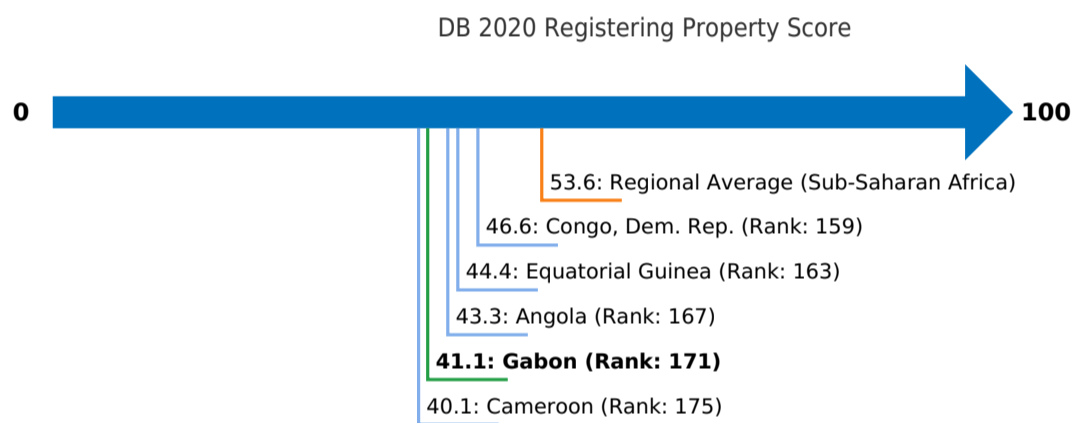 DB 2020 Registering Property Score
0
100
53.6: Regional Average (Sub-Saharan Africa)
46.6: Congo, Dem. Rep. (Rank: 159)
44.4: Equatorial Guinea (Rank: 163)
43.3: Angola (Rank: 167)
41.1: Gabon (Rank: 171)
40.1: Cameroon (Rank: 175)